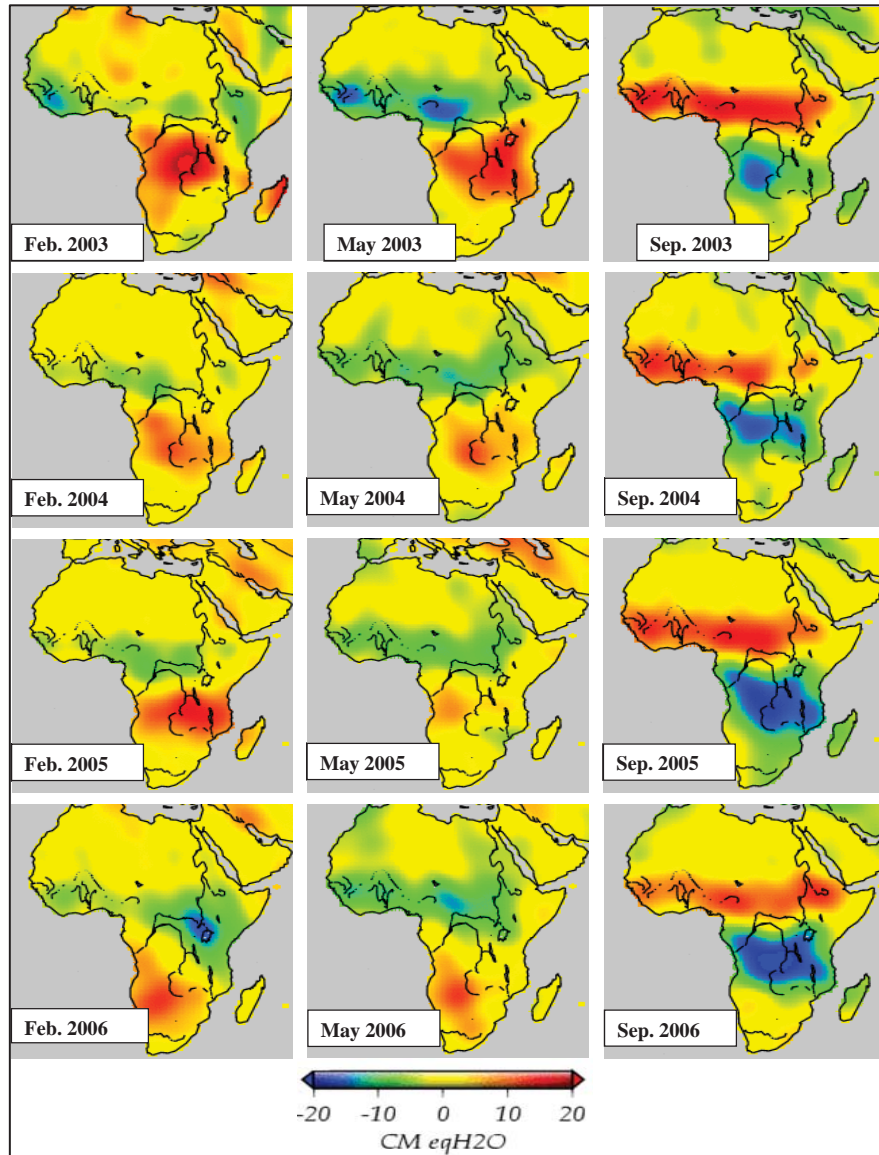 Feb. 2003
May 2003
Sep. 2003
Feb. 2004
May 2004
Sep. 2004
Feb. 2005
May 2005
Sep. 2005
Feb. 2006
May 2006
Sep. 2006
-20 -10 0 10 20
CM eqH2O